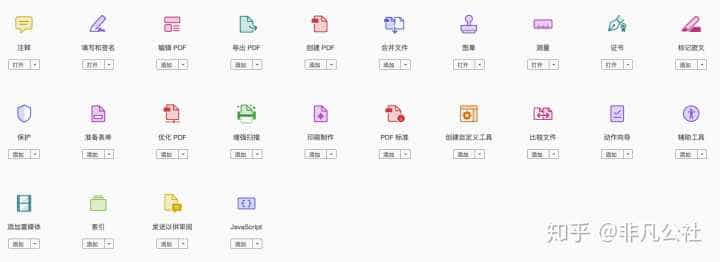 注释 填写和签名 编辑 PDF 导出 PDF 创建 PDF 合并文件 图章 测量 证书 标记密文
打开 打开 添加 添加 添加 添加 打开 打开 打开 添加
保护 准备表单 优化 PDF 增强扫描 印刷制作 PDF 标准 创建自定义工具 比较文件 动作向导 辅助工具
添加 添加 添加 添加 添加 添加 添加 添加 添加 添加
添加富媒体 索引 发送以供审阅 JavaScript
添加 添加 添加 添加
知乎 @非凡公社